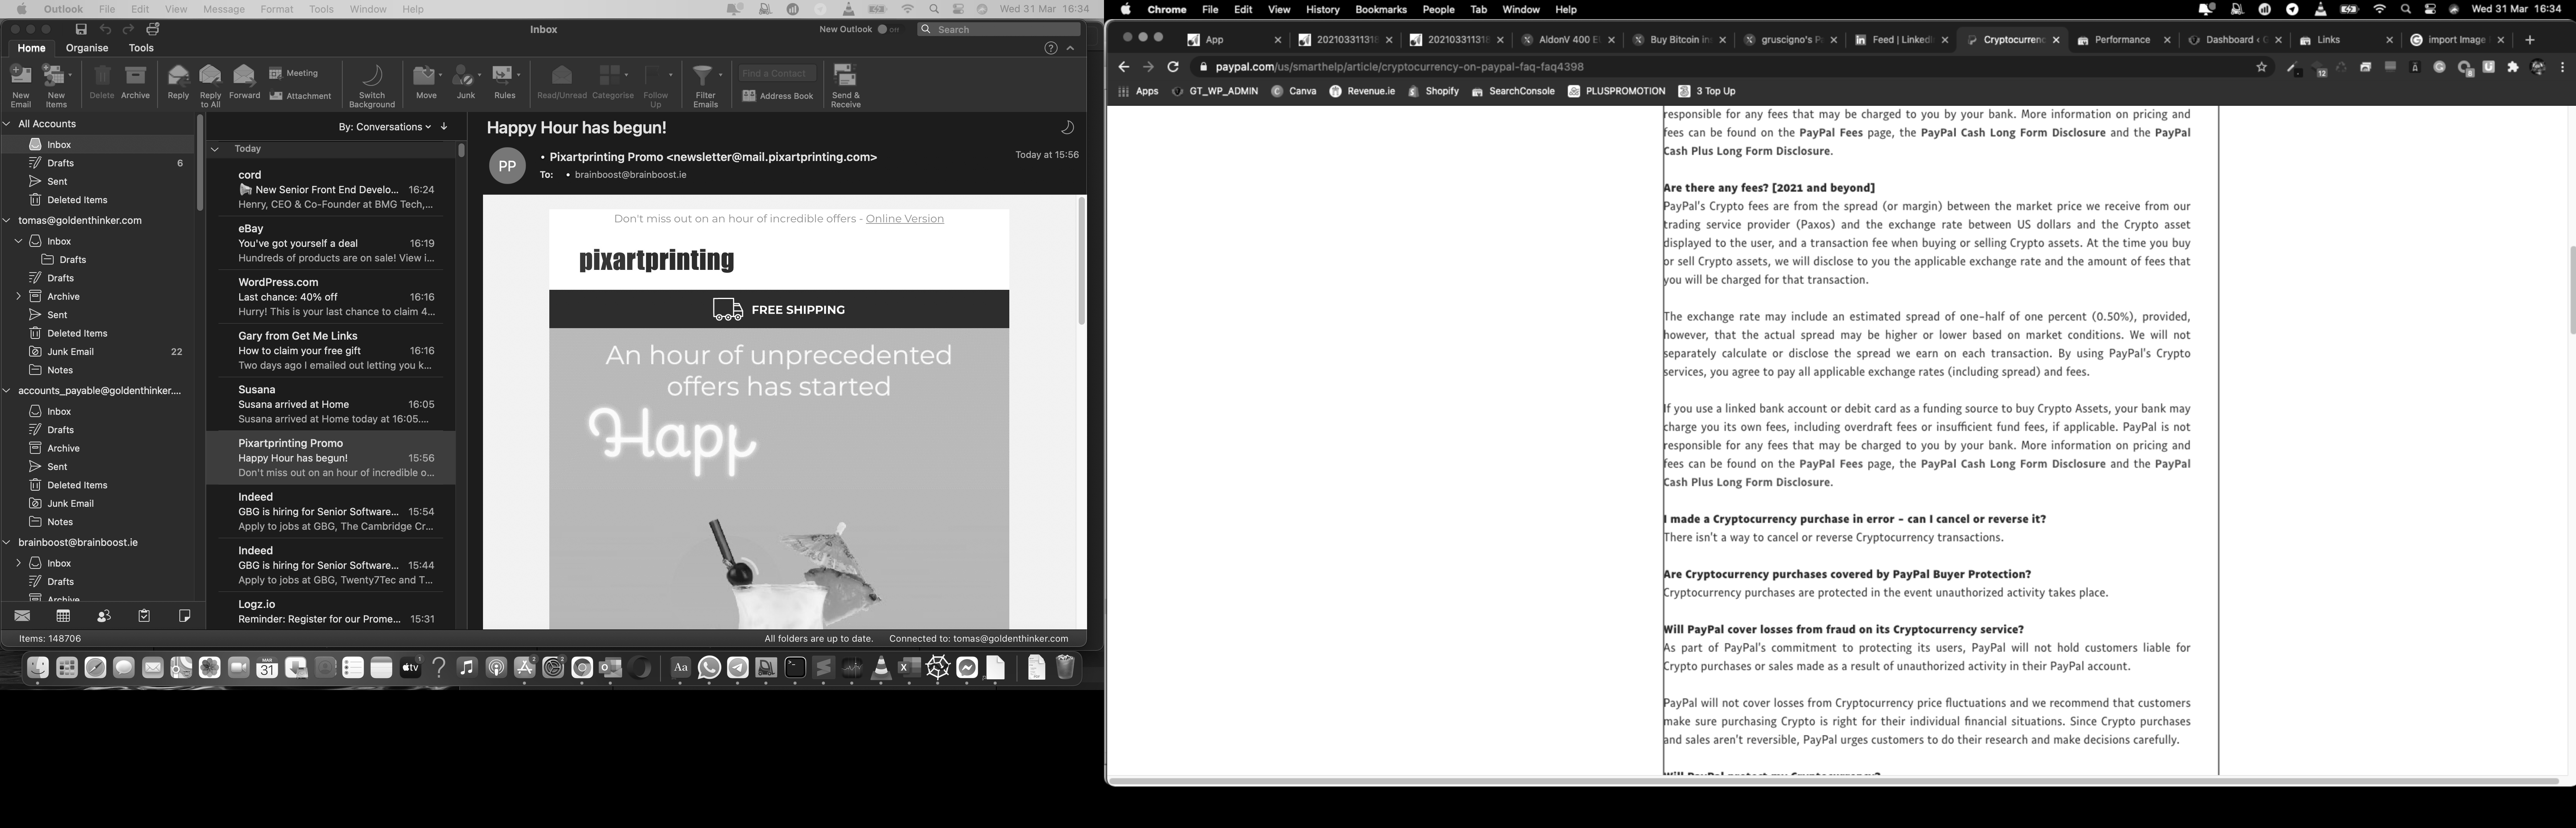 Outlook File Edit View Message Format Tools Window Help Wed 31 Mar 16:34
Inbox
New Outlook Off Search
Home Organise Tools
New Email
New Items
Delete
Archive
Reply
Reply to All
Forward
Meeting
Attachment
Switch Background
Move
Junk
Rules
Read/Unread
Categorise
Follow Up
Filter Emails
Find a Contact
Address Book
Send & Receive
All Accounts
Inbox
Drafts 6
Sent
Deleted Items
tomas@goldenthinker.com
Inbox
Drafts
Drafts
Archive
Sent
Deleted Items
Junk Email 22
Notes
accounts_payable@goldenthinker....
Inbox
Drafts
Archive
Sent
Deleted Items
Junk Email
Notes
brainboost@brainboost.ie
Inbox
Drafts
Archive
Items: 148706
By: Conversations
Today
cord
New Senior Front End Develo... 16:24
Henry, CEO & Co-Founder at BMG Tech,...
eBay
You've got yourself a deal 16:19
Hundreds of products are on sale! View i...
WordPress.com
Last chance: 40% off 16:16
Hurry! This is your last chance to claim 4...
Gary from Get Me Links
How to claim your free gift 16:16
Two days ago I emailed out letting you k...
Susana
Susana arrived at Home 16:05
Susana arrived at Home today at 16:05....
Pixartprinting Promo
Happy Hour has begun! 15:56
Don't miss out on an hour of incredible o...
Indeed
GBG is hiring for Senior Software... 15:54
Apply to jobs at GBG, The Cambridge Cr...
Indeed
GBG is hiring for Senior Software... 15:44
Apply to jobs at GBG, Twenty7Tec and T...
Logz.io
Reminder: Register for our Prome... 15:31
Happy Hour has begun!
PP
Pixartprinting Promo <newsletter@mail.pixartprinting.com>
Today at 15:56
To: brainboost@brainboost.ie
Don't miss out on an hour of incredible offers - Online Version
pixartprinting
FREE SHIPPING
An hour of unprecedented
offers has started
Happ
All folders are up to date. Connected to: tomas@goldenthinker.com
MAR
31
tv
Aa
Chrome File Edit View History Bookmarks People Tab Window Help Wed 31 Mar 16:34
App
2021033113
2021033113
AldonV 400 E
Buy Bitcoin in
gruscigno's P
Feed | LinkedI
Cryptocurrenc
Performance
Dashboard
Links
import Image
paypal.com/us/smarthelp/article/cryptocurrency-on-paypal-faq-faq4398
12
Apps GT_WP_ADMIN Canva Revenue.ie Shopify SearchConsole PLUSPROMOTION 3 Top Up
responsible for any fees that may be charged to you by your bank. More information on pricing and
fees can be found on the PayPal Fees page, the PayPal Cash Long Form Disclosure and the PayPal
Cash Plus Long Form Disclosure.
Are there any fees? [2021 and beyond]
PayPal's Crypto fees are from the spread (or margin) between the market price we receive from our
trading service provider (Paxos) and the exchange rate between US dollars and the Crypto asset
displayed to the user, and a transaction fee when buying or selling Crypto assets. At the time you buy
or sell Crypto assets, we will disclose to you the applicable exchange rate and the amount of fees that
you will be charged for that transaction.
The exchange rate may include an estimated spread of one-half of one percent (0.50%), provided,
however, that the actual spread may be higher or lower based on market conditions. We will not
separately calculate or disclose the spread we earn on each transaction. By using PayPal's Crypto
services, you agree to pay all applicable exchange rates (including spread) and fees.
If you use a linked bank account or debit card as a funding source to buy Crypto Assets, your bank may
charge you its own fees, including overdraft fees or insufficient fund fees, if applicable. PayPal is not
responsible for any fees that may be charged to you by your bank. More information on pricing and
fees can be found on the PayPal Fees page, the PayPal Cash Long Form Disclosure and the PayPal
Cash Plus Long Form Disclosure.
I made a Cryptocurrency purchase in error - can I cancel or reverse it?
There isn't a way to cancel or reverse Cryptocurrency transactions.
Are Cryptocurrency purchases covered by PayPal Buyer Protection?
Cryptocurrency purchases are protected in the event unauthorized activity takes place.
Will PayPal cover losses from fraud on its Cryptocurrency service?
As part of PayPal's commitment to protecting its users, PayPal will not hold customers liable for
Crypto purchases or sales made as a result of unauthorized activity in their PayPal account.
PayPal will not cover losses from Cryptocurrency price fluctuations and we recommend that customers
make sure purchasing Crypto is right for their individual financial situations. Since Crypto purchases
and sales aren't reversible, PayPal urges customers to do their research and make decisions carefully.
Will PayPal protect my Cryptocurrency?